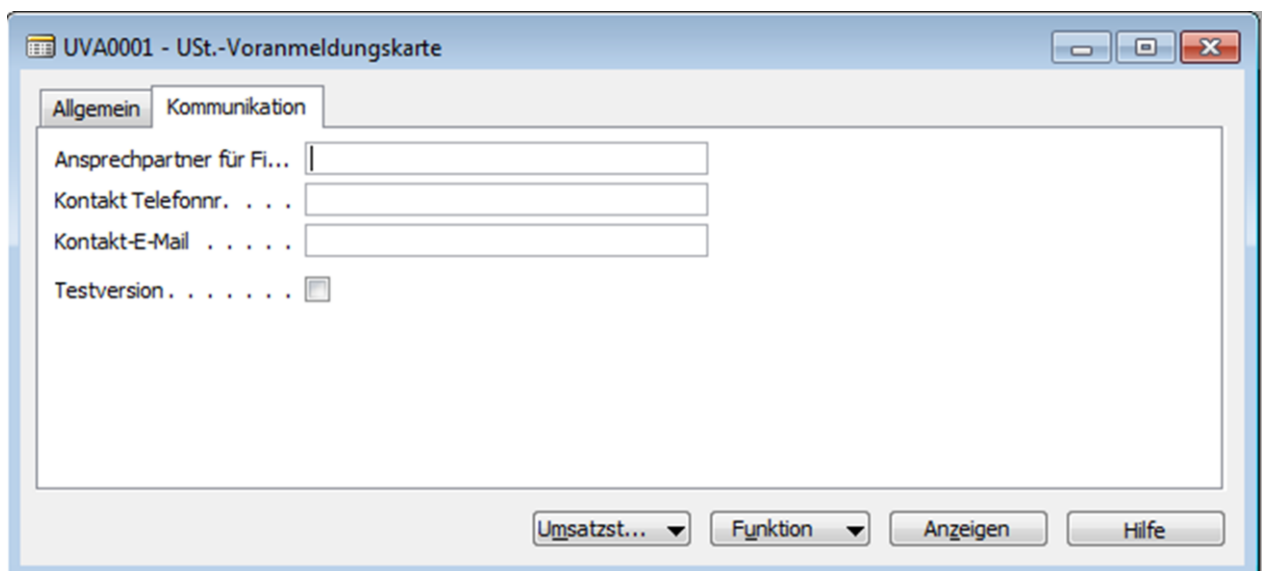 UVA0001 - USt.-Voranmeldungskarte
Allgemein Kommunikation
Ansprechpartner für Fi...
Kontakt Telefonnr. . . . .
Kontakt-E-Mail . . . . .
Testversion . . . . . . .
Umsatzst... Funktion Anzeigen Hilfe